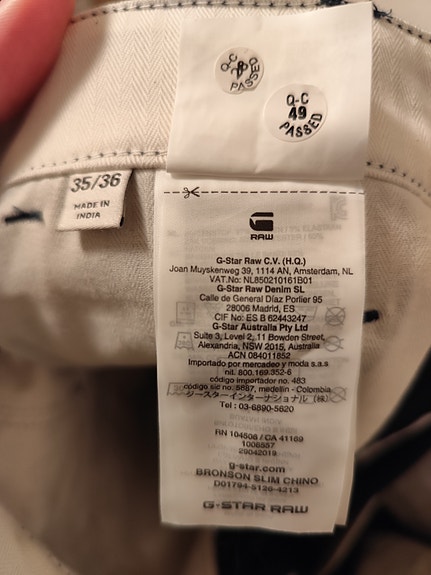 Q-C
PASSED
Q-C
49
PASSED
35/36
MADE IN
INDIA
RAW
G-Star Raw C.V. (H.Q.)
Joan Muyskenweg 39, 1114 AN, Amsterdam, NL
VAT.No: NL850210161B01
G-Star Raw Denim SL
Calle de General Díaz Porlier 95
28006 Madrid, ES
CIF No: ES B 62443247
G-Star Australia Pty Ltd
Suite 3, Level 2, 11 Bowden Street,
Alexandria, NSW 2015, Australia
ACN 084011852
Importado por mercadeo y moda s.a.s
nit. 800.169.352-6
código importador no. 483
código sic no. 5687, medellin - Colombia
ジースターインターナショナル (株)
Tel : 03-6890-5620
RN 104506 / CA 41169
1006557
29042019
g-star.com
BRONSON SLIM CHINO
D01794-5126-4213
G-STAR RAW